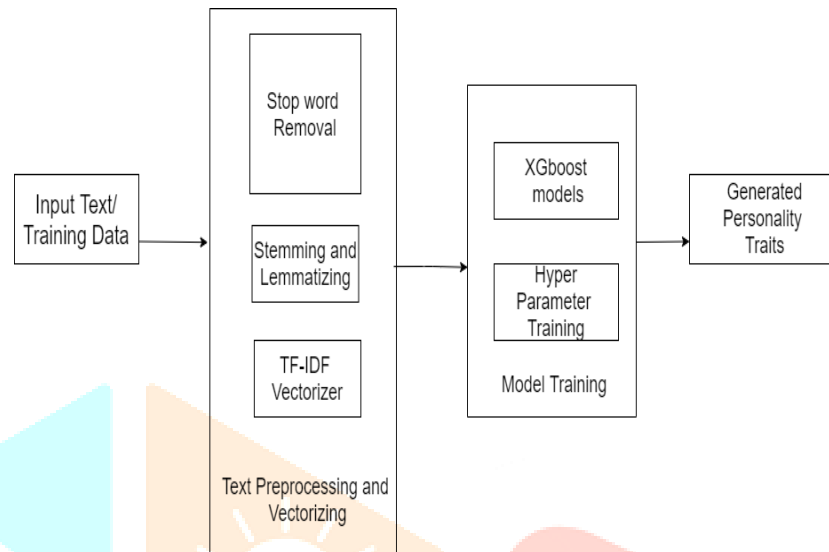 Input Text/
Training Data
Stop word
Removal
Stemming and
Lemmatizing
TF-IDF
Vectorizer
Text Preprocessing and
Vectorizing
XGboost
models
Hyper
Parameter
Training
Model Training
Generated
Personality
Traits